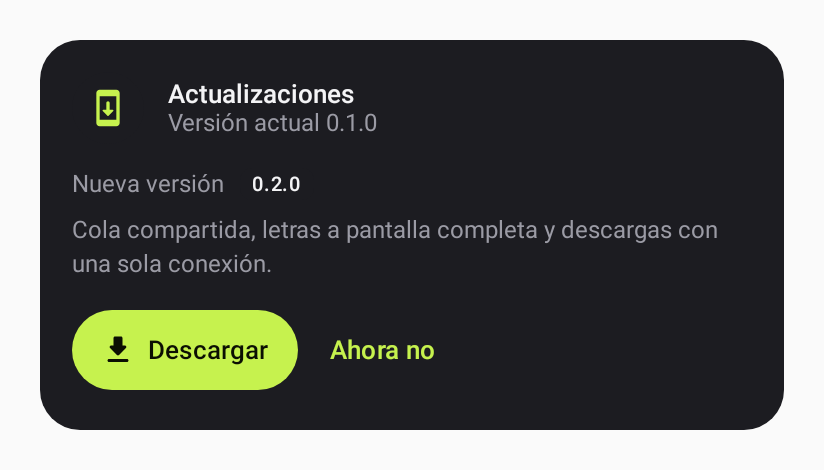 Actualizaciones
Versión actual 0.1.0
Nueva versión 0.2.0
Cola compartida, letras a pantalla completa y descargas con
una sola conexión.
Descargar Ahora no